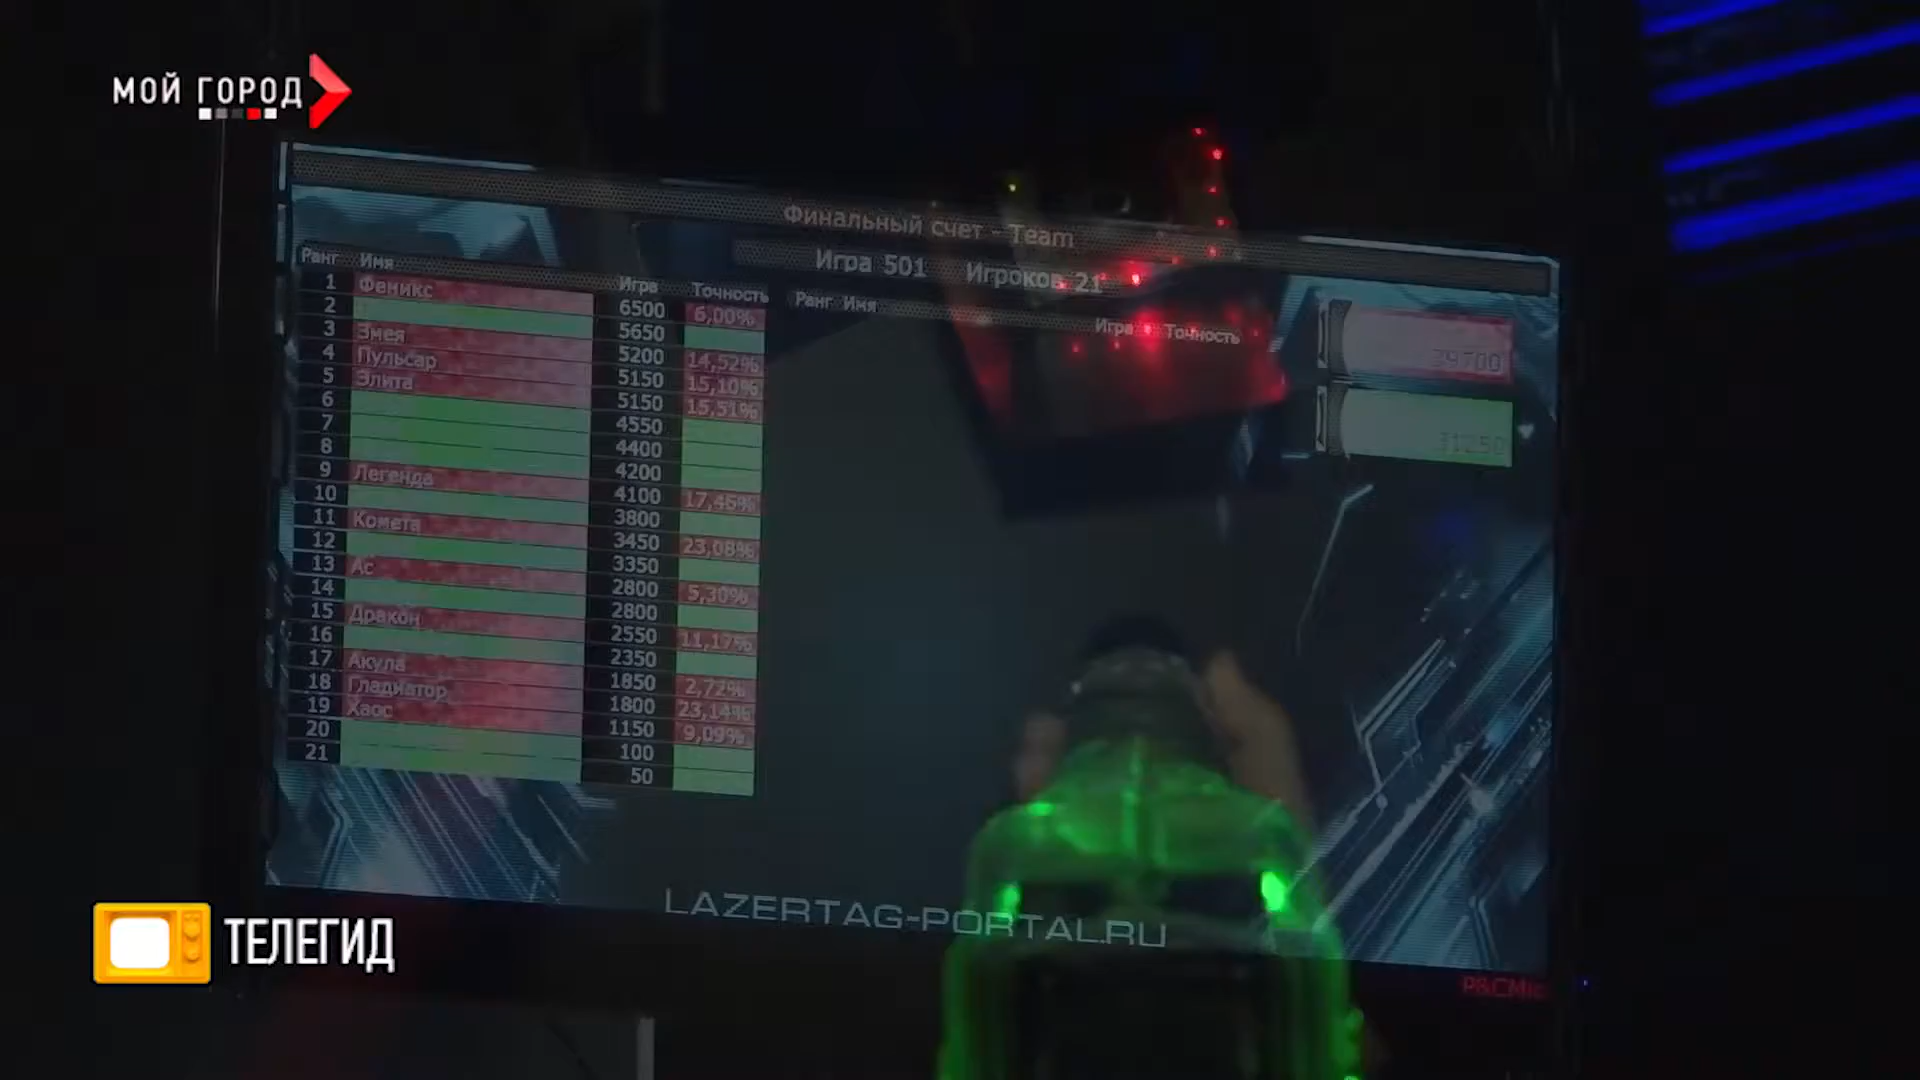 МОЙ ГОРОД
Финальный счет - Team
Игра 501 Игроков 21
Ранг Имя Игра Точность
Ранг Имя Игра Точность
1 Феникс 6500 6,00%
2 5650
3 Змея 5200 14,52%
4 Пульсар 5150 15,10%
5 Элита 5150 15,51%
6 4550
7 4400
8 4200
9 Легенда 4100 17,46%
10 3800
11 Комета 3450 23,08%
12 3350
13 Ас 2800 5,30%
14 2800
15 Дракон 2550 11,17%
16 2350
17 Акула 1850 2,72%
18 Гладиатор 1800 23,14%
19 Хаос 1150 9,09%
20 100
21 50
LAZERTAG-PORTAL.RU
ТЕЛЕГИД